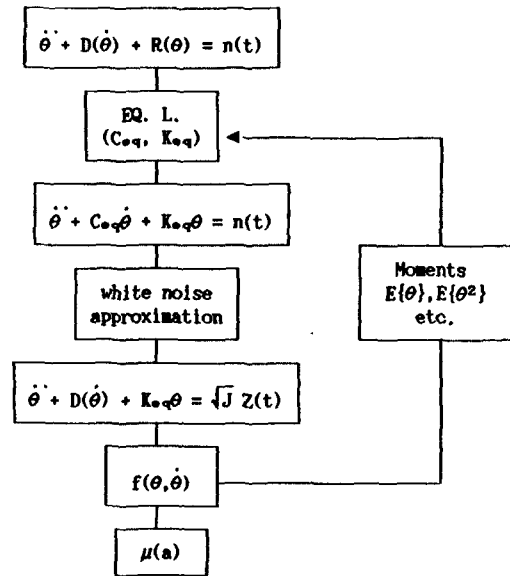 θ̈ + D(θ̇) + R(θ) = n(t)
EQ. L.
(Ceq, Keq)
θ̈ + Ceqθ̇ + Keqθ = n(t)
white noise
approximation
Moments
E{θ},E{θ²}
etc.
θ̈ + D(θ̇) + Keqθ = √J Z(t)
f(θ,θ̇)
μ(a)